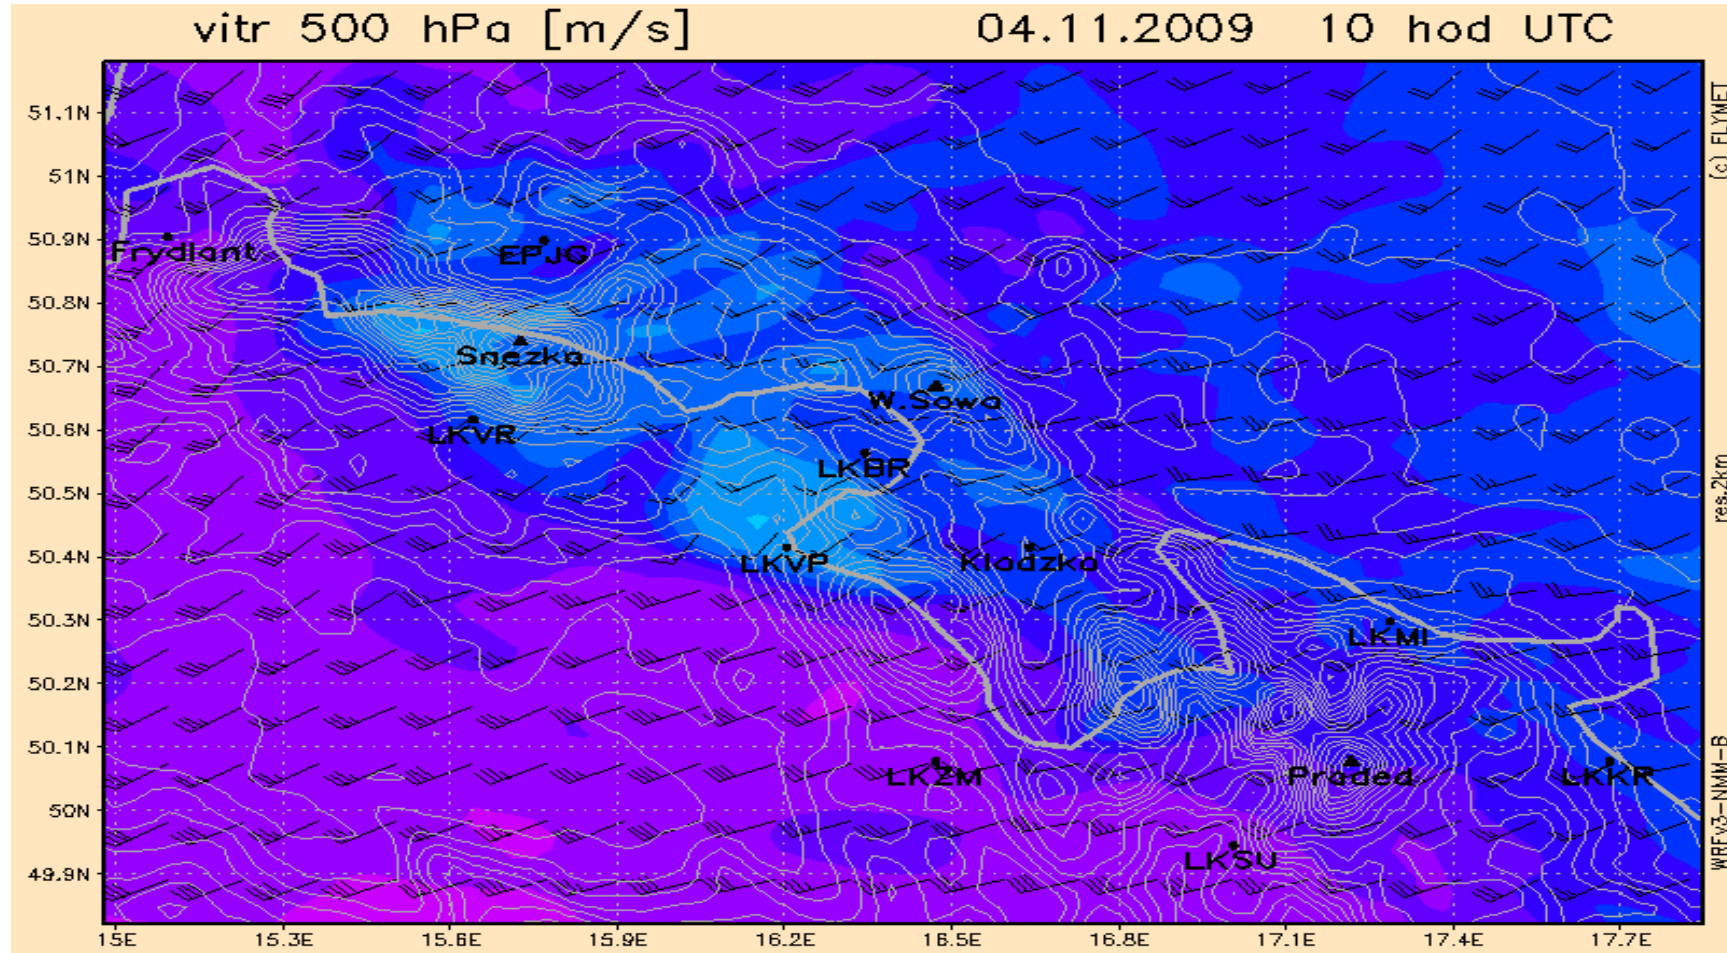 vitr 500 hPa [m/s] 04.11.2009 10 hod UTC
(c) FLYMET
51.1N
51N
50.9N
Frydlant
EPJG
50.8N
Snezka
50.7N
W.Sowa
50.6N
LKVR
LKBR
res.2km
50.5N
50.4N
LKVP
Kladzko
50.3N
LKMI
50.2N
50.1N
LKZM
Praded
LKKR
50N
WRFv3-NMM-B
LKSU
49.9N
15E 15.3E 15.6E 15.9E 16.2E 16.5E 16.8E 17.1E 17.4E 17.7E